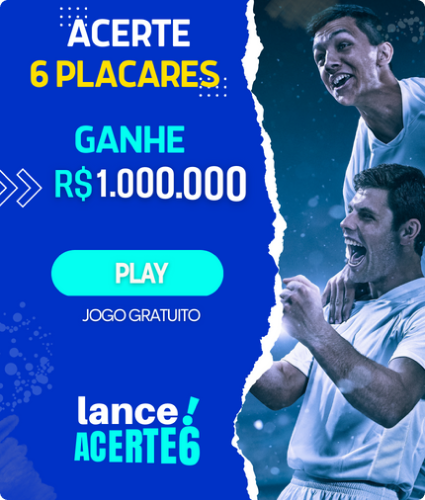 ACERTE
6 PLACARES
GANHE
R$1.000.000
PLAY
JOGO GRATUITO
lance!
ACERTE6